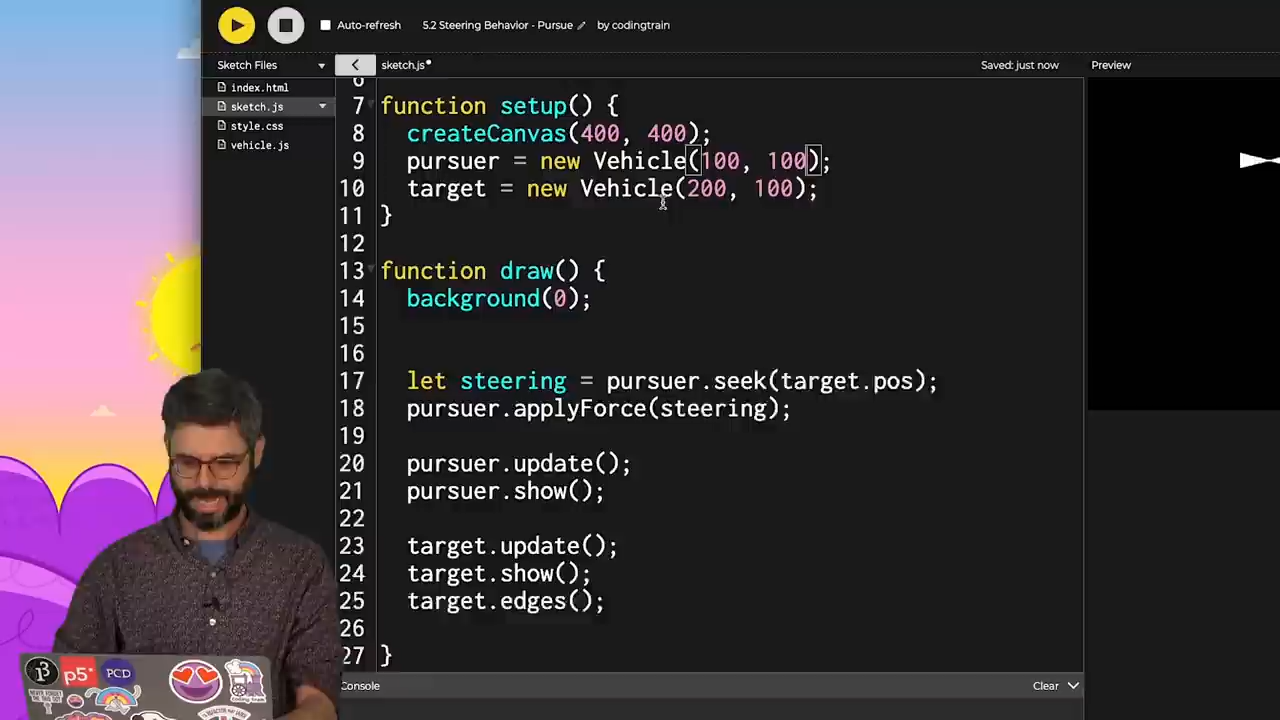 Auto-refresh 5.2 Steering Behavior - Pursue by codingtrain
Sketch Files
sketch.js
Saved: just now
Preview
index.html
sketch.js
style.css
vehicle.js
6
7 function setup() {
8 createCanvas(400, 400);
9 pursuer = new Vehicle(100, 100);
10 target = new Vehicle(200, 100);
11 }
12
13 function draw() {
14 background(0);
15
16
17 let steering = pursuer.seek(target.pos);
18 pursuer.applyForce(steering);
19
20 pursuer.update();
21 pursuer.show();
22
23 target.update();
24 target.show();
25 target.edges();
26
27 }
Console
Clear
p5*
PCD